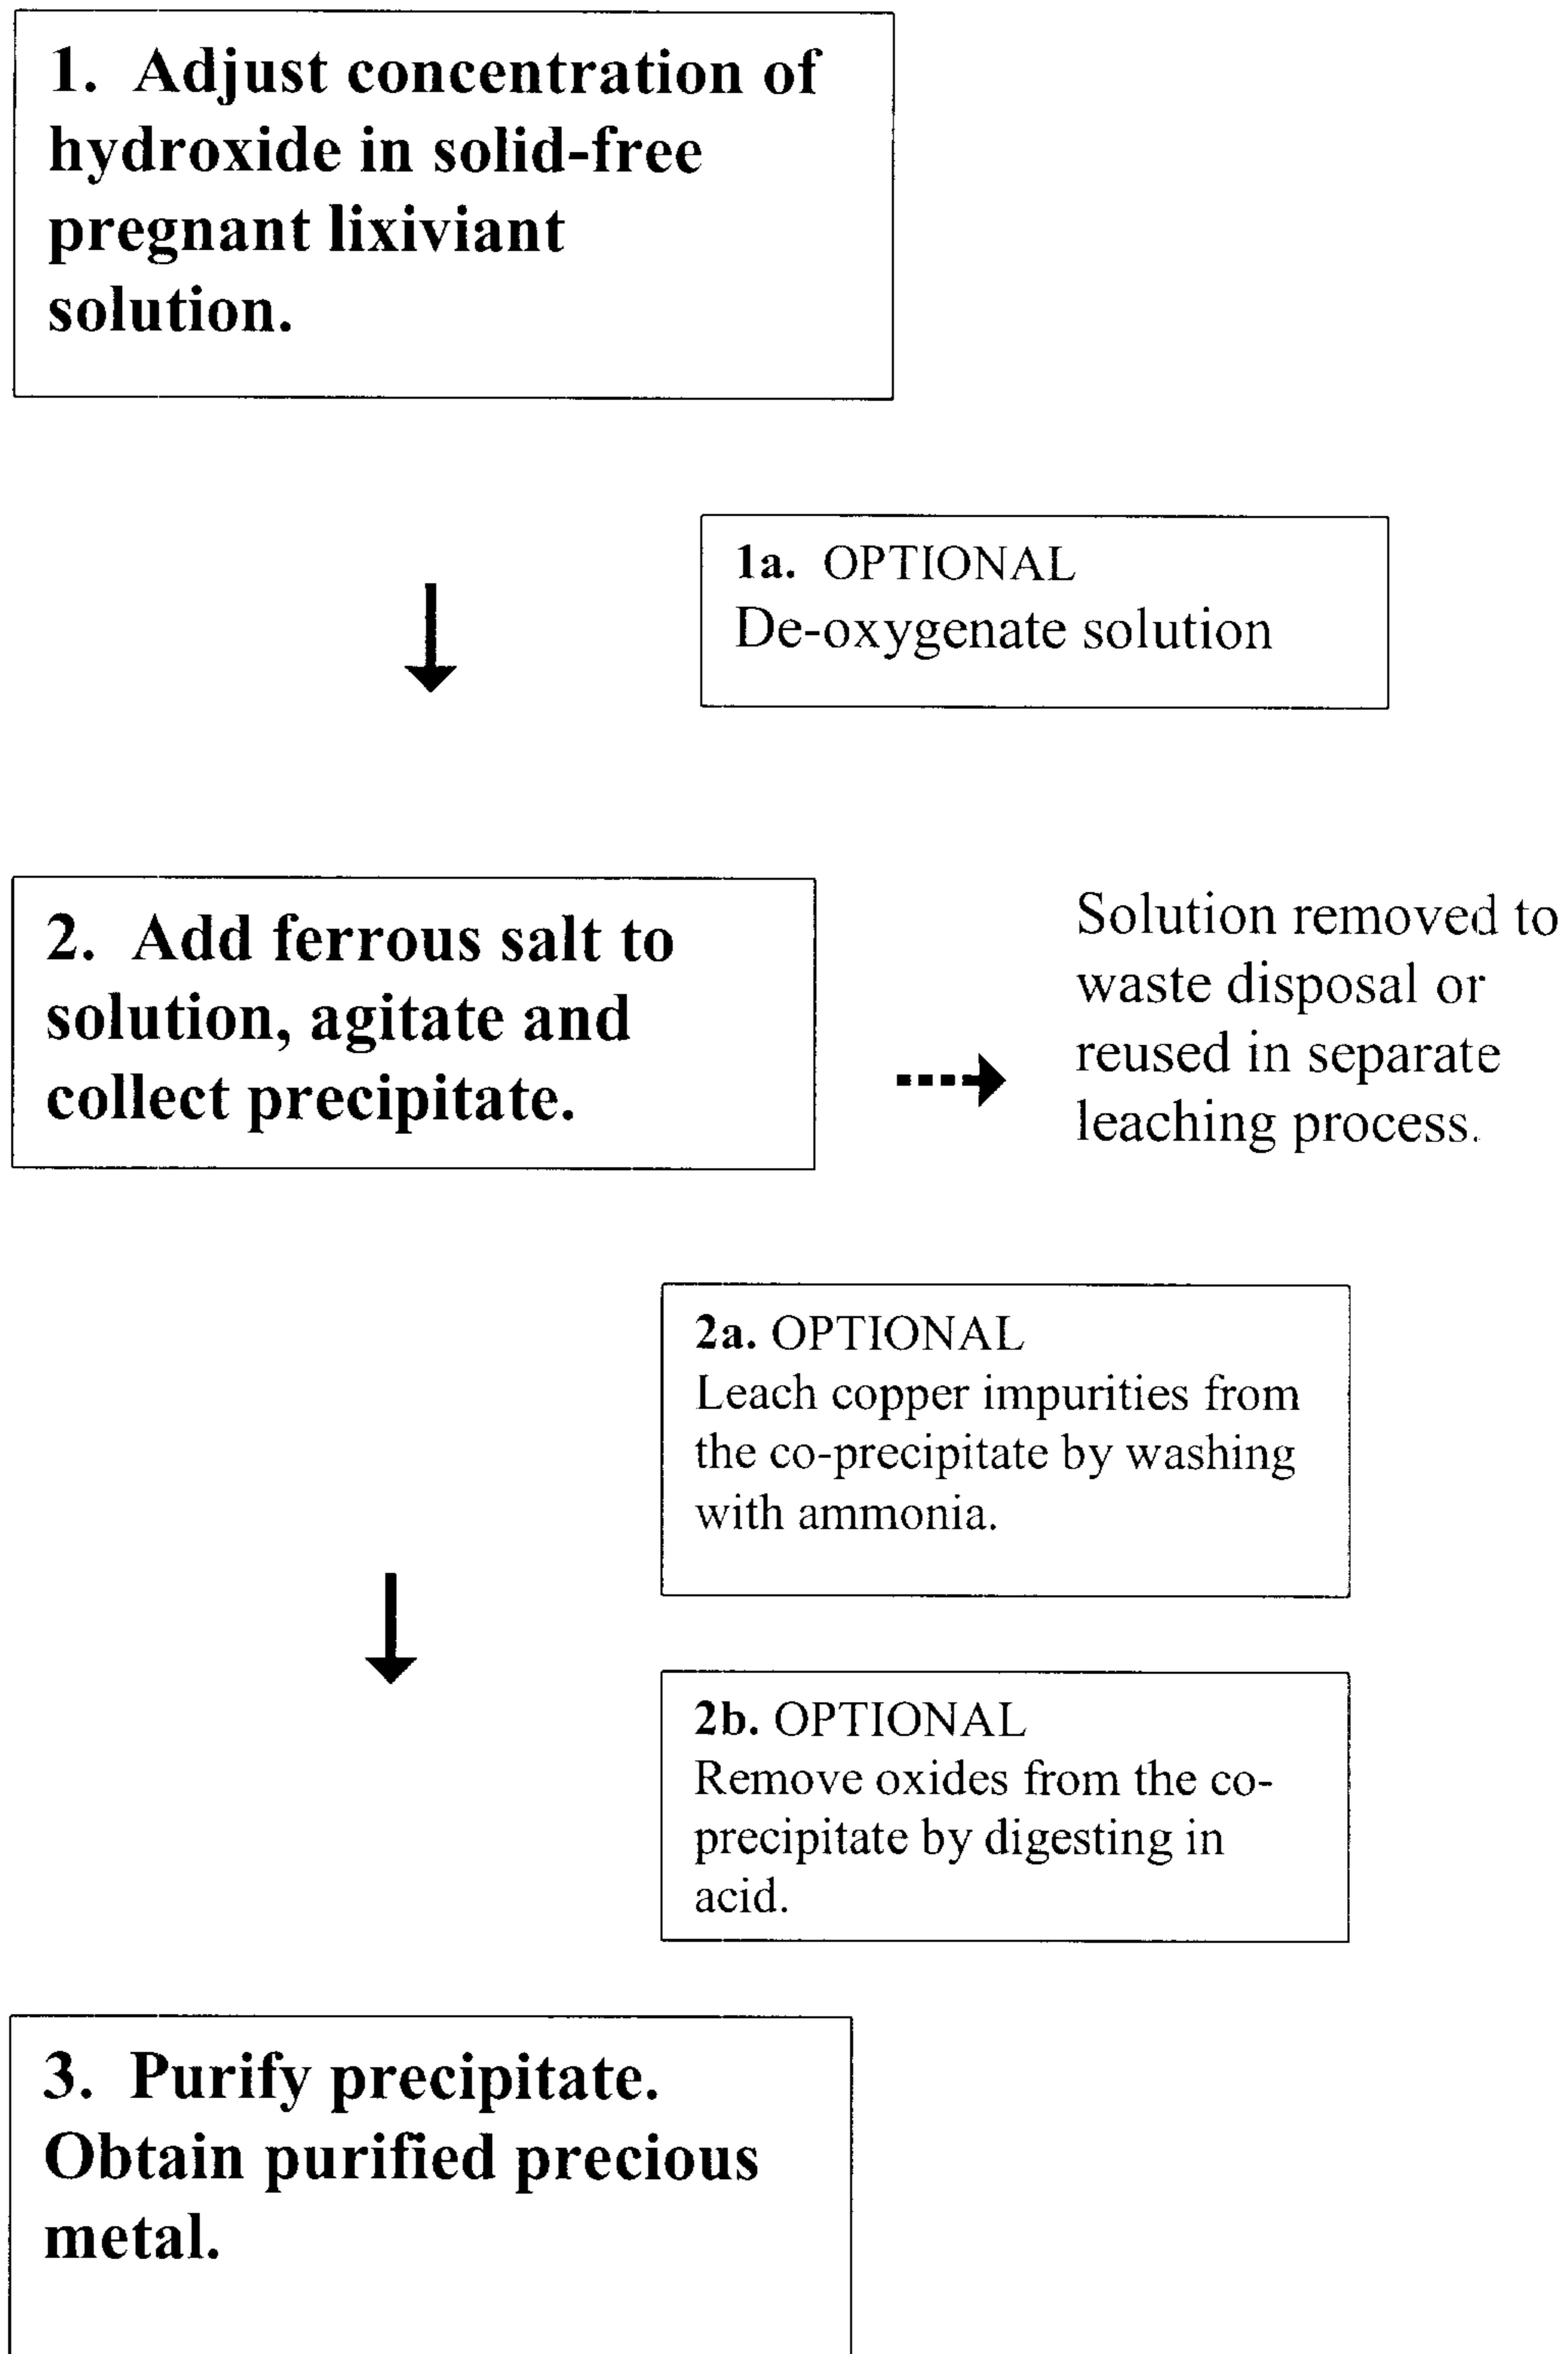 1. Adjust concentration of
hydroxide in solid-free
pregnant lixiviant
solution.
1a. OPTIONAL
De-oxygenate solution
2. Add ferrous salt to
solution, agitate and
collect precipitate.
Solution removed to
waste disposal or
reused in separate
leaching process.
2a. OPTIONAL
Leach copper impurities from
the co-precipitate by washing
with ammonia.
2b. OPTIONAL
Remove oxides from the co-
precipitate by digesting in
acid.
3. Purify precipitate.
Obtain purified precious
metal.